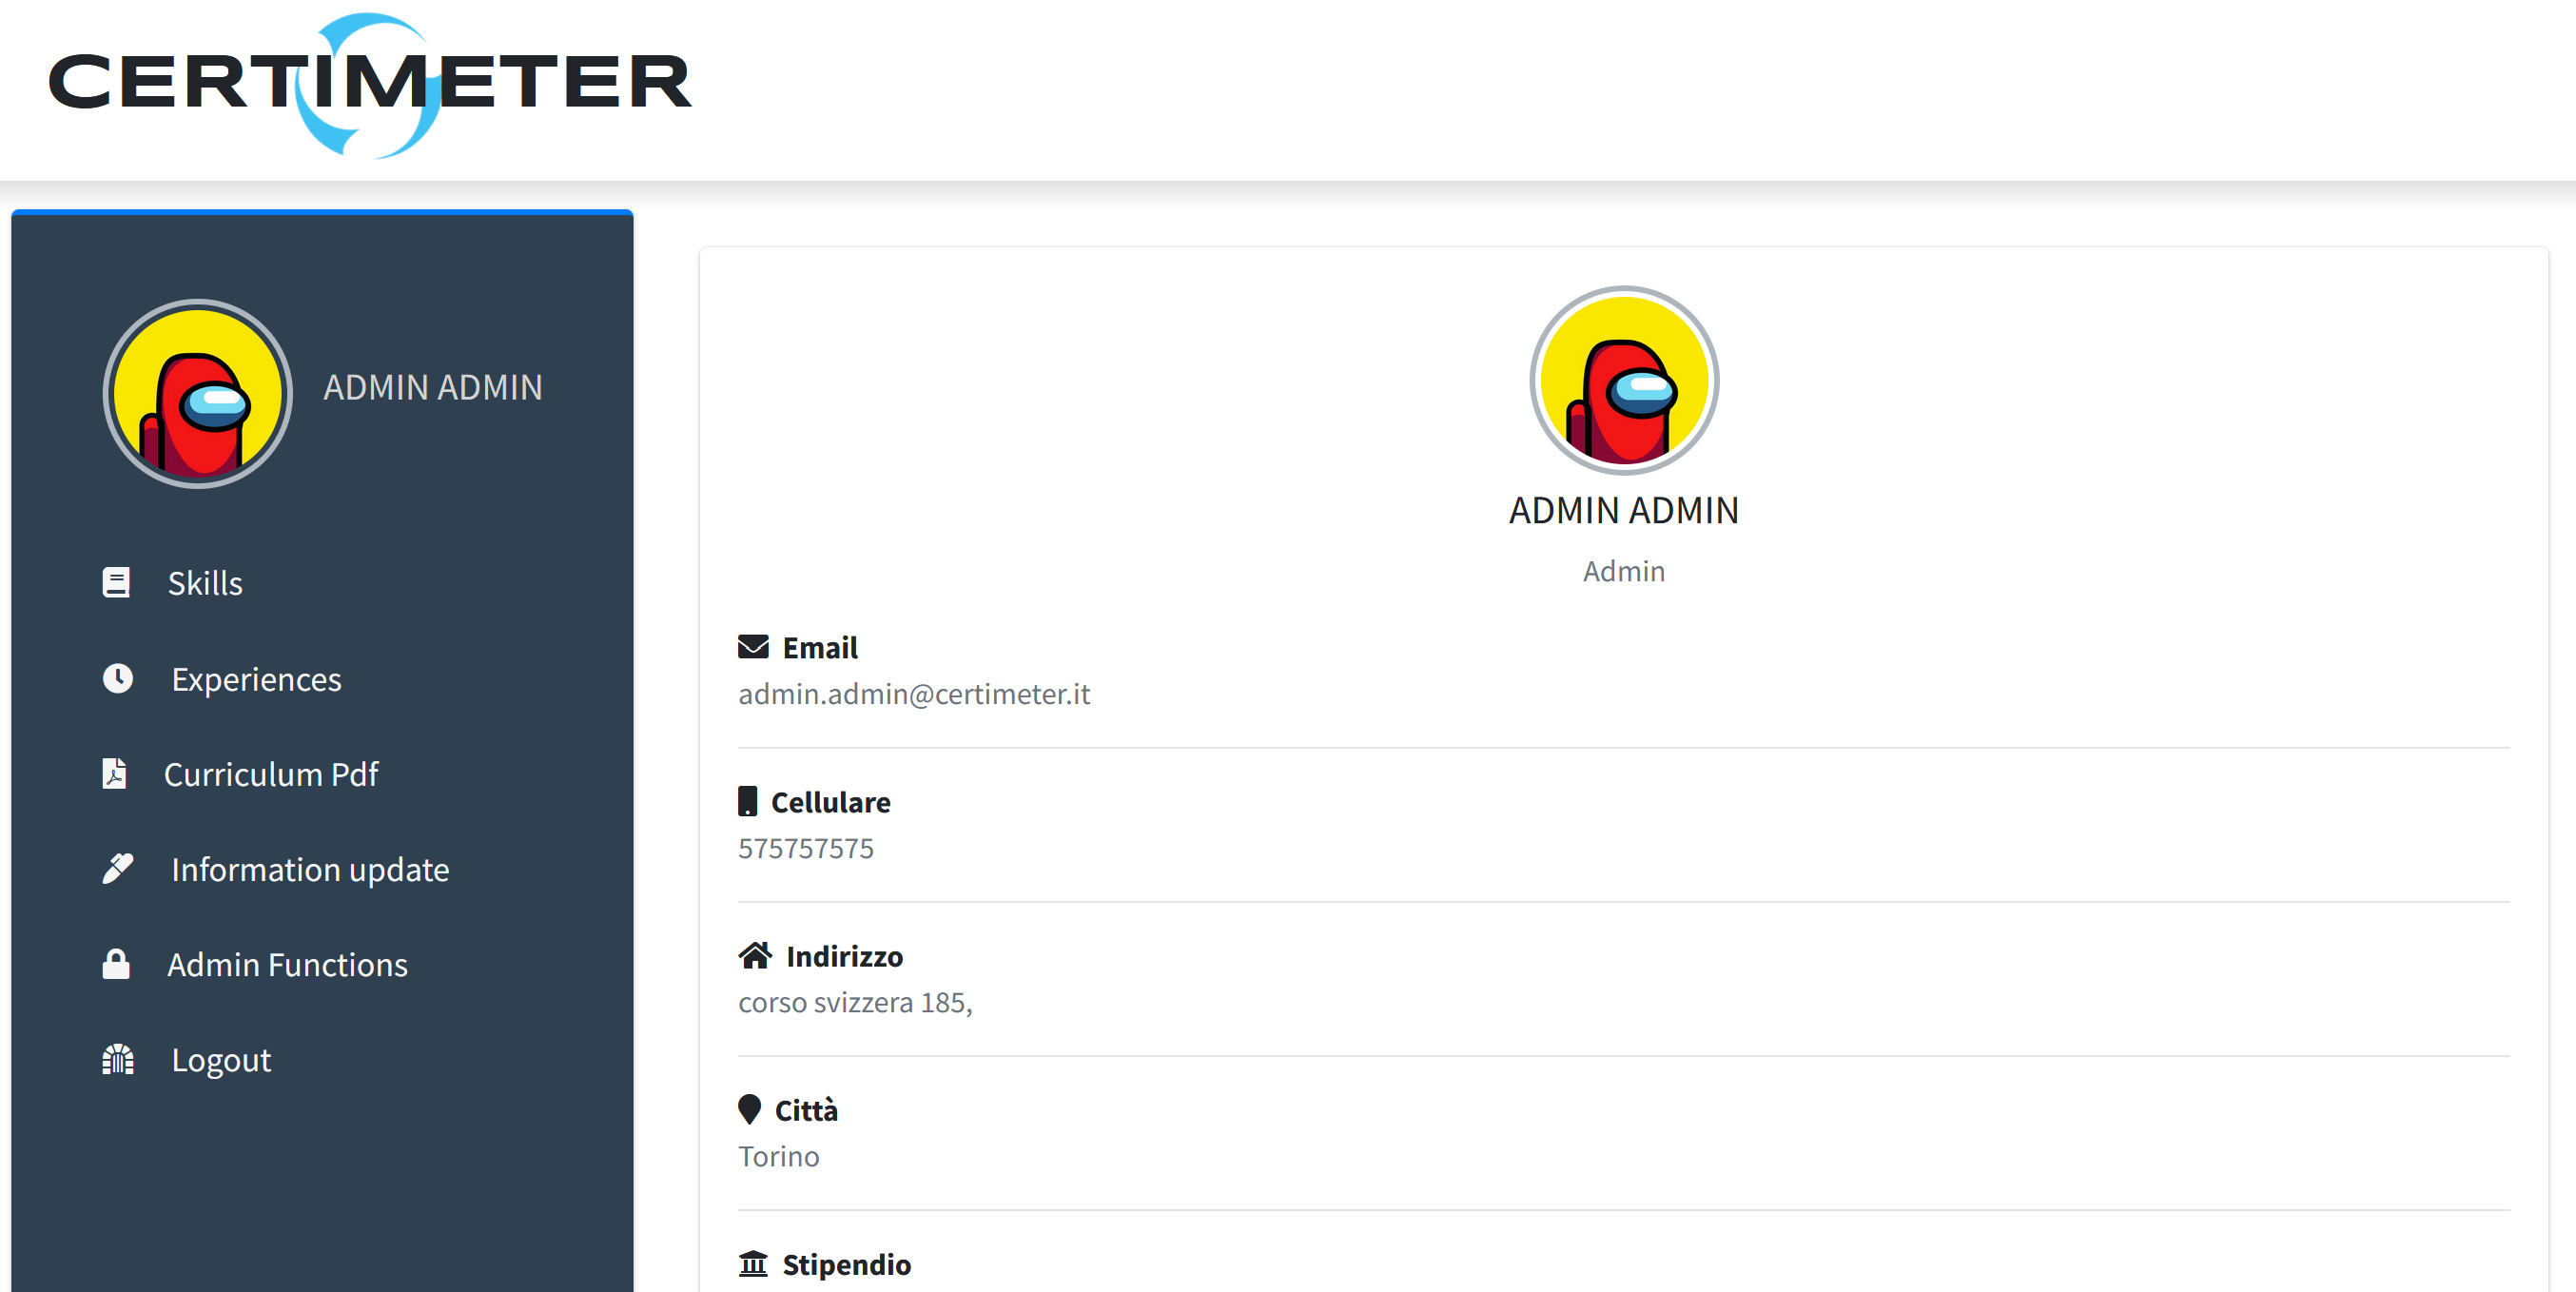 CERTIMETER
ADMIN ADMIN
Skills
Experiences
Curriculum Pdf
Information update
Admin Functions
Logout
ADMIN ADMIN
Admin
Email
admin.admin@certimeter.it
Cellulare
575757575
Indirizzo
corso svizzera 185,
Città
Torino
Stipendio